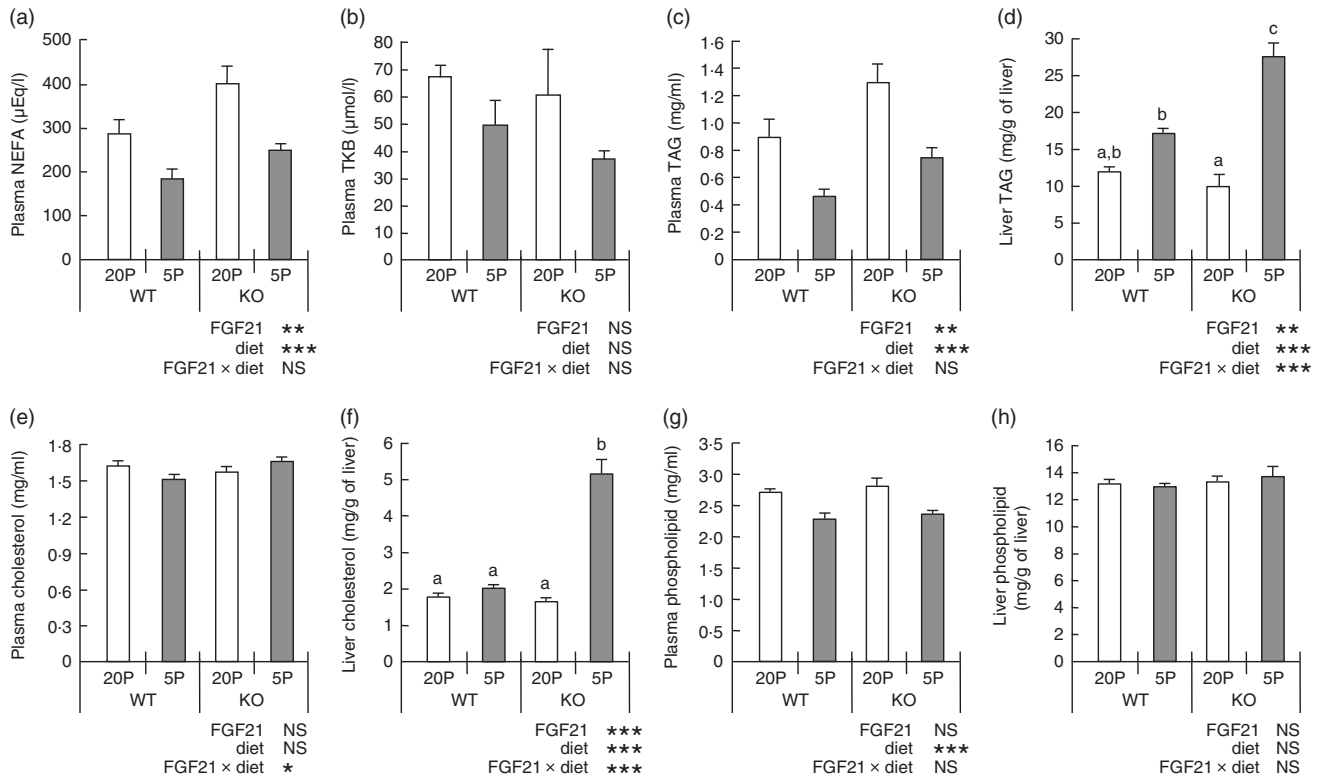 (a)
Plasma NEFA (µEq/l)
500
400
300
200
100
0
20P 5P 20P 5P
WT KO
FGF21 **
diet ***
FGF21 × diet NS
(b)
Plasma TKB (µmol/l)
80
70
60
50
40
30
20
10
0
20P 5P 20P 5P
WT KO
FGF21 NS
diet NS
FGF21 × diet NS
(c)
Plasma TAG (mg/ml)
1·6
1·4
1·2
1·0
0·8
0·6
0·4
0·2
0
20P 5P 20P 5P
WT KO
FGF21 **
diet ***
FGF21 × diet NS
(d)
Liver TAG (mg/g of liver)
30
25
20
15
10
5
0
a,b b a c
20P 5P 20P 5P
WT KO
FGF21 **
diet ***
FGF21 × diet ***
(e)
Plasma cholesterol (mg/ml)
1·8
1·5
1·2
0·9
0·6
0·3
0
20P 5P 20P 5P
WT KO
FGF21 NS
diet NS
FGF21 × diet *
(f)
Liver cholesterol (mg/g of liver)
6
5
4
3
2
1
0
a a a b
20P 5P 20P 5P
WT KO
FGF21 ***
diet ***
FGF21 × diet ***
(g)
Plasma phospholipid (mg/ml)
3·5
3·0
2·5
2·0
1·5
1·0
0·5
0
20P 5P 20P 5P
WT KO
FGF21 NS
diet ***
FGF21 × diet NS
(h)
Liver phospholipid
(mg/g of liver)
16
14
12
10
8
6
4
2
0
20P 5P 20P 5P
WT KO
FGF21 NS
diet NS
FGF21 × diet NS